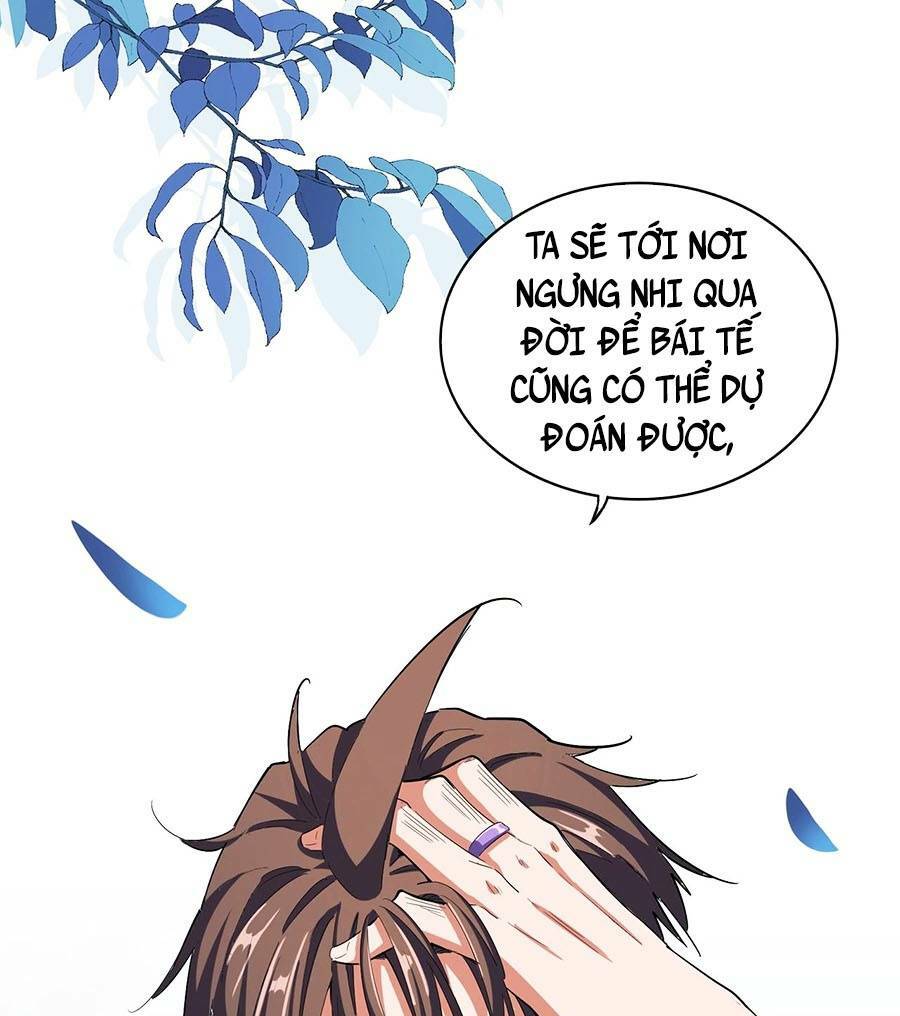 TA SẼ TỚI NƠI
NGƯNG NHI QUA
ĐỜI ĐỂ BÁI TẾ
CŨNG CÓ THỂ DỰ
ĐOÁN ĐƯỢC,